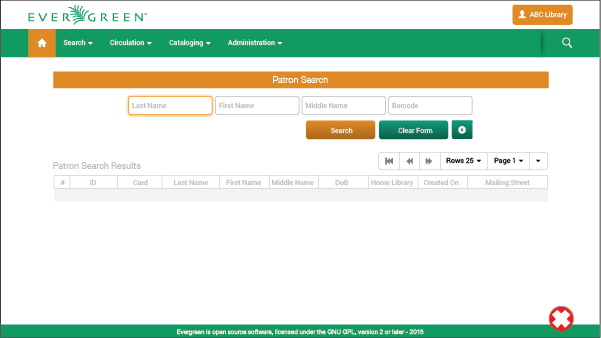 EVERGREEN™
ABC Library
Search Circulation Cataloging Administration
Patron Search
Last Name First Name Middle Name Barcode
Search Clear Form
Patron Search Results Rows 25 Page 1
# ID Card Last Name First Name Middle Name DoB Home Library Created On Mailing:Street
Evergreen is open source software, licensed under the GNU GPL, version 2 or later - 2015